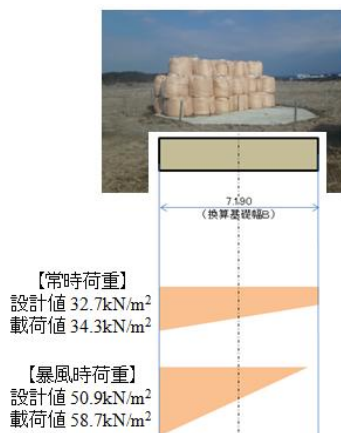 7.190
(換算基礎幅B)
【常時荷重】
設計値 32.7kN/m²
載荷値 34.3kN/m²
【暴風時荷重】
設計値 50.9kN/m²
載荷値 58.7kN/m²